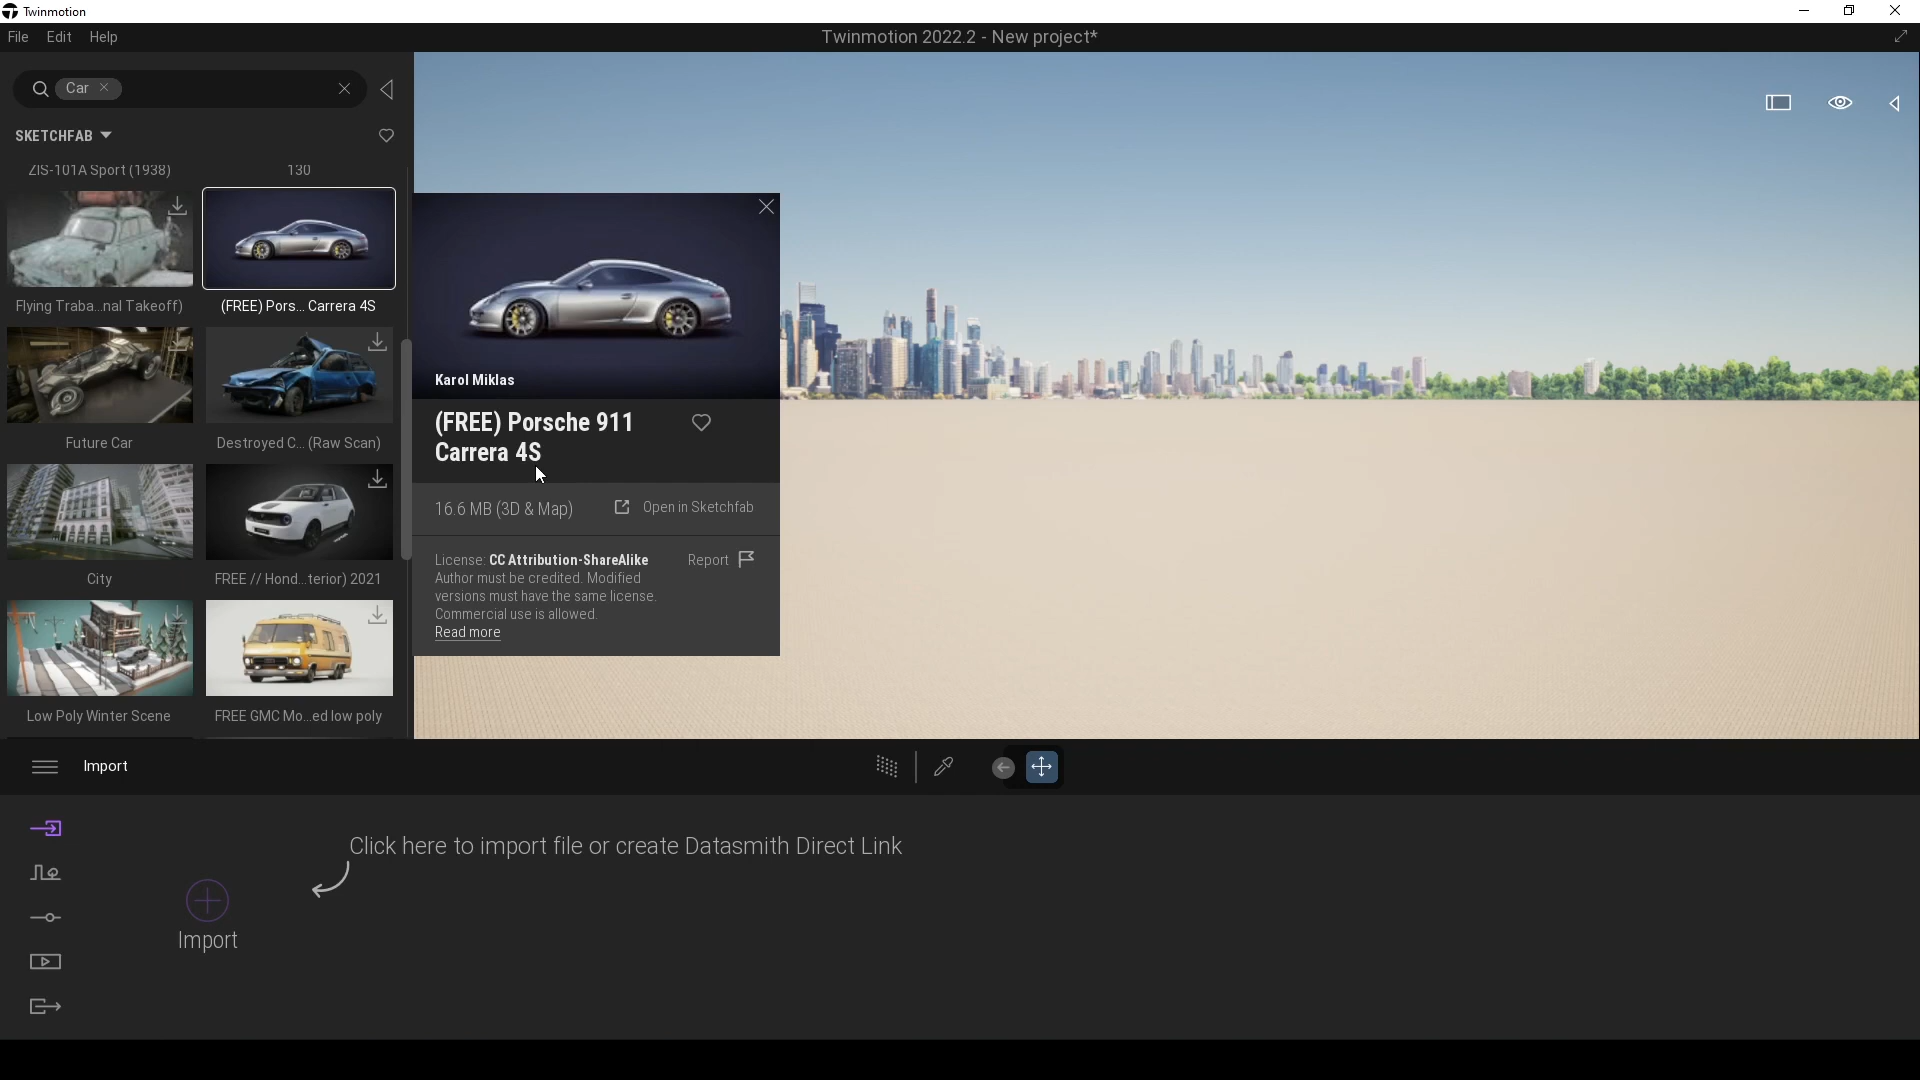 Twinmotion
File Edit Help
Twinmotion 2022.2 - New project*
Car
SKETCHFAB
ZIS-101A Sport (1938)
130
Flying Traba...nal Takeoff)
(FREE) Pors... Carrera 4S
Future Car
Destroyed C... (Raw Scan)
City
FREE // Hond...terior) 2021
Low Poly Winter Scene
FREE GMC Mo...ed low poly
Karol Miklas
(FREE) Porsche 911
Carrera 4S
16.6 MB (3D & Map)
Open in Sketchfab
License: CC Attribution-ShareAlike
Report
Author must be credited. Modified
versions must have the same license.
Commercial use is allowed.
Read more
Import
Click here to import file or create Datasmith Direct Link
Import